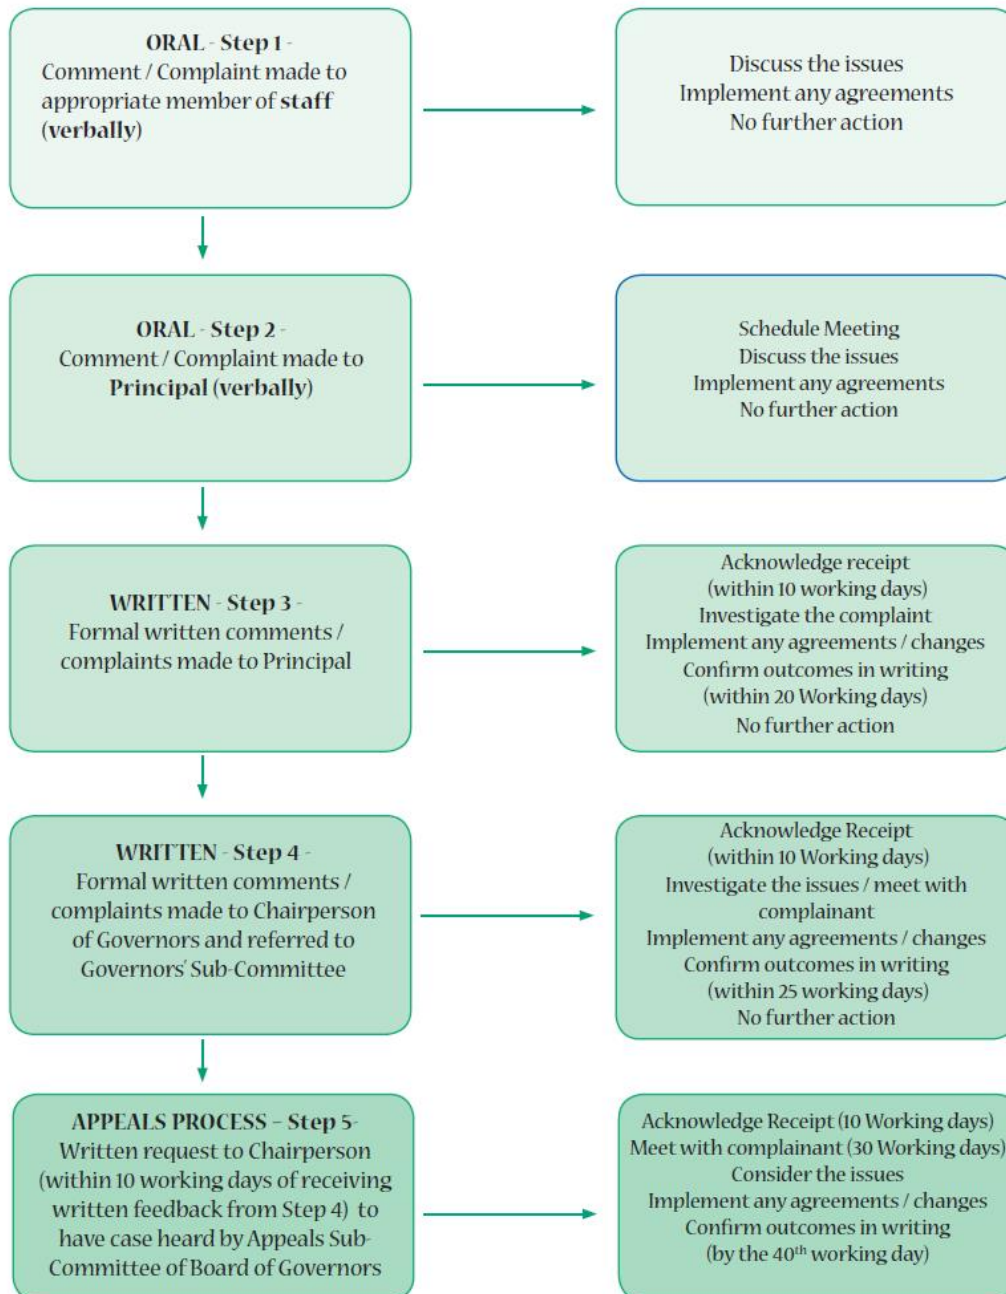 ORAL - Step 1 -
Comment / Complaint made to
appropriate member of staff
(verbally)
Discuss the issues
Implement any agreements
No further action
ORAL - Step 2 -
Comment / Complaint made to
Principal (verbally)
Schedule Meeting
Discuss the issues
Implement any agreements
No further action
WRITTEN - Step 3 -
Formal written comments /
complaints made to Principal
Acknowledge receipt
(within 10 working days)
Investigate the complaint
Implement any agreements / changes
Confirm outcomes in writing
(within 20 Working days)
No further action
WRITTEN - Step 4 -
Formal written comments /
complaints made to Chairperson
of Governors and referred to
Governors' Sub-Committee
Acknowledge Receipt
(within 10 Working days)
Investigate the issues / meet with
complainant
Implement any agreements / changes
Confirm outcomes in writing
(within 25 working days)
No further action
APPEALS PROCESS – Step 5-
Written request to Chairperson
(within 10 working days of receiving
written feedback from Step 4) to
have case heard by Appeals Sub-
Committee of Board of Governors
Acknowledge Receipt (10 Working days)
Meet with complainant (30 Working days)
Consider the issues
Implement any agreements / changes
Confirm outcomes in writing
(by the 40th working day)